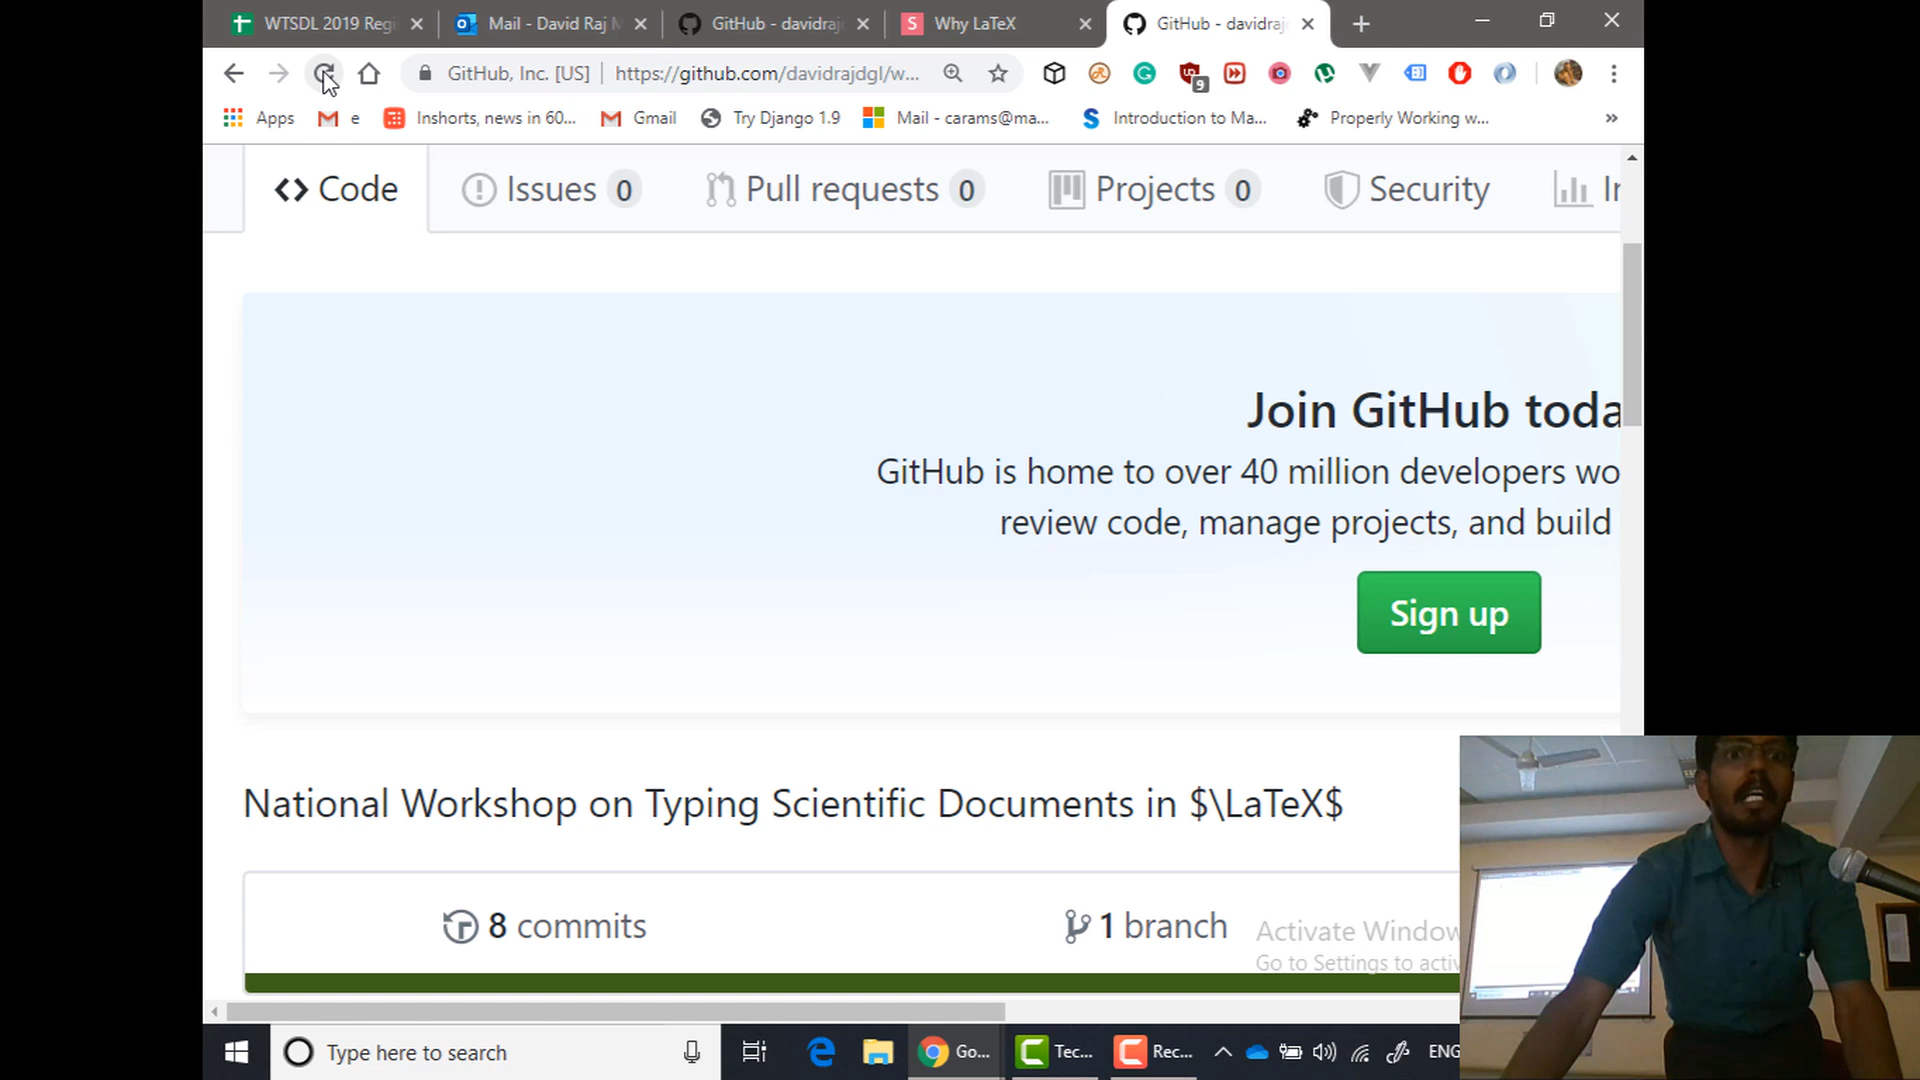 WTSDL 2019 Regi
Mail - David Raj M
GitHub - davidraj
Why LaTeX
GitHub - davidraj
GitHub, Inc. [US]
https://github.com/davidrajdgl/w...
9
Apps
e
Inshorts, news in 60...
Gmail
Try Django 1.9
Mail - carams@ma...
Introduction to Ma...
Properly Working w...
»
<> Code
Issues 0
Pull requests 0
Projects 0
Security
In
Join GitHub toda
GitHub is home to over 40 million developers wo
review code, manage projects, and build
Sign up
National Workshop on Typing Scientific Documents in $\LaTeX$
8 commits
1 branch
Activate Window
Go to Settings to activ
Type here to search
Go...
Tec...
Rec...
ENG